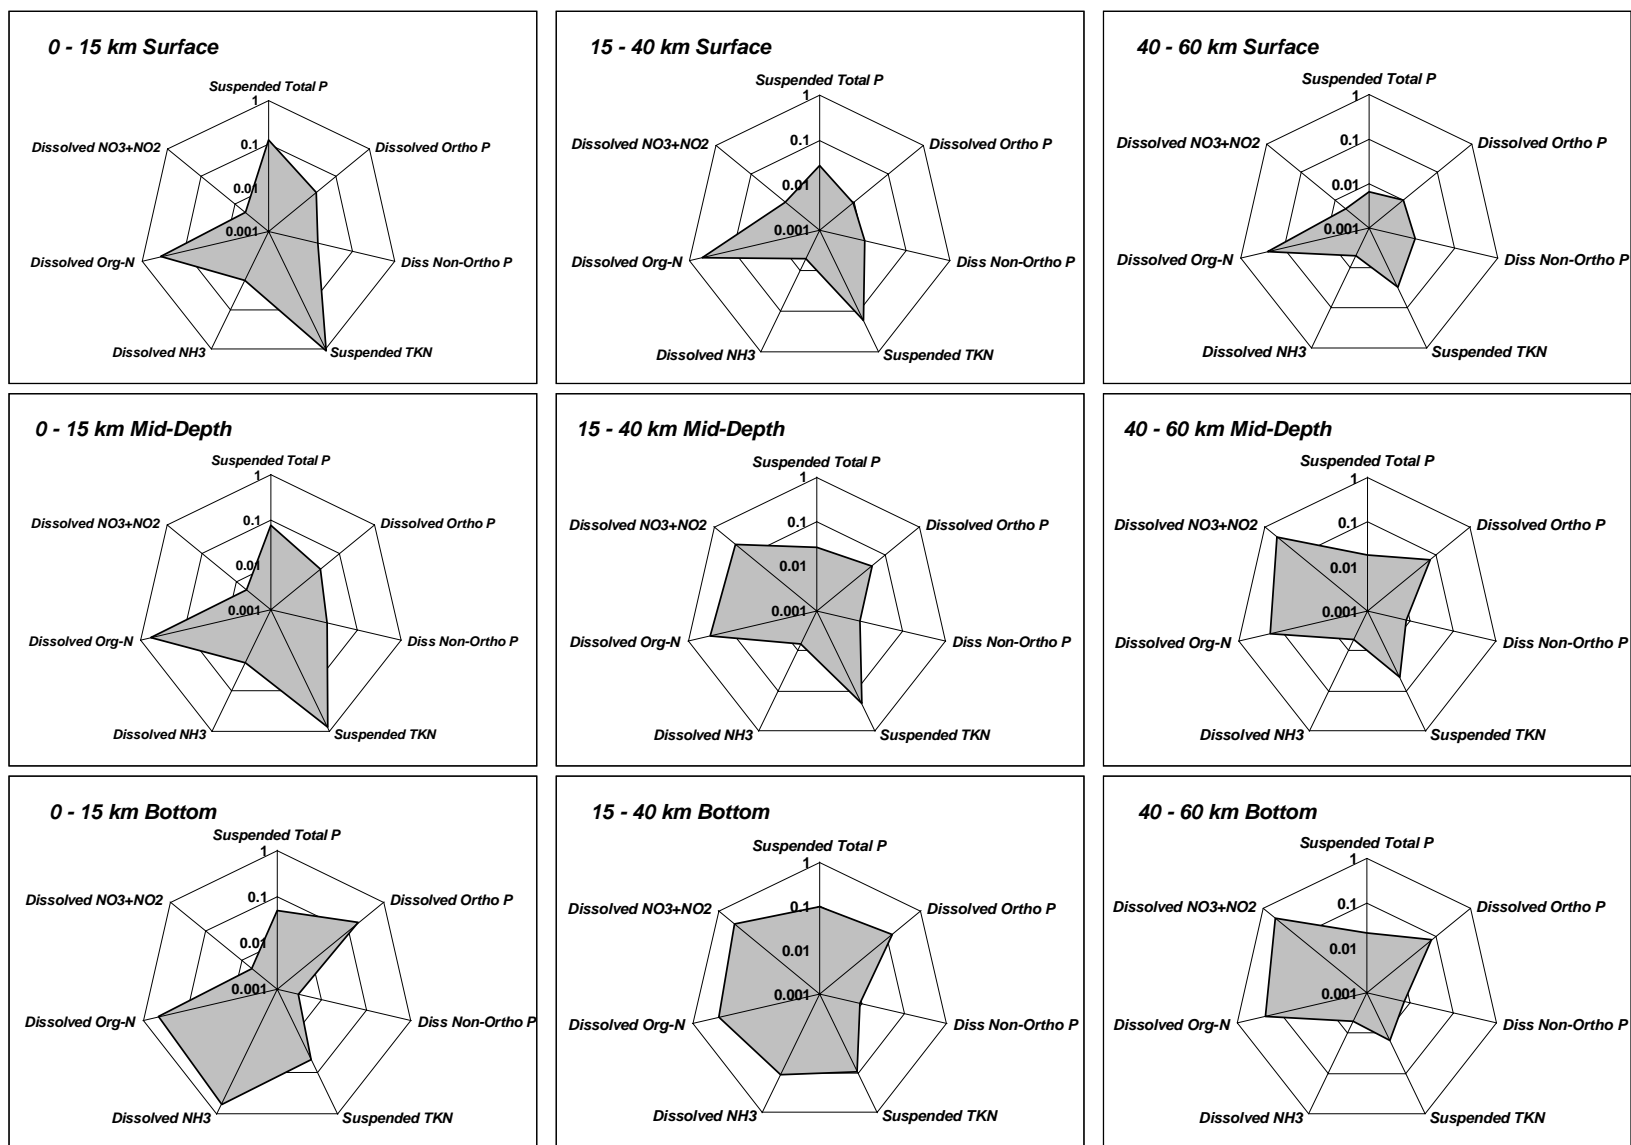 0 - 15 km Surface
Suspended Total P
1
Dissolved NO3+NO2
0.1
Dissolved Ortho P
0.01
0.001
Dissolved Org-N
Diss Non-Ortho P
Dissolved NH3
Suspended TKN
15 - 40 km Surface
Suspended Total P
1
Dissolved NO3+NO2
0.1
Dissolved Ortho P
0.01
0.001
Dissolved Org-N
Diss Non-Ortho P
Dissolved NH3
Suspended TKN
40 - 60 km Surface
Suspended Total P
1
Dissolved NO3+NO2
0.1
Dissolved Ortho P
0.01
0.001
Dissolved Org-N
Diss Non-Ortho P
Dissolved NH3
Suspended TKN
0 - 15 km Mid-Depth
Suspended Total P
1
Dissolved NO3+NO2
0.1
Dissolved Ortho P
0.01
0.001
Dissolved Org-N
Diss Non-Ortho P
Dissolved NH3
Suspended TKN
15 - 40 km Mid-Depth
Suspended Total P
1
Dissolved NO3+NO2
0.1
Dissolved Ortho P
0.01
0.001
Dissolved Org-N
Diss Non-Ortho P
Dissolved NH3
Suspended TKN
40 - 60 km Mid-Depth
Suspended Total P
1
Dissolved NO3+NO2
0.1
Dissolved Ortho P
0.01
0.001
Dissolved Org-N
Diss Non-Ortho P
Dissolved NH3
Suspended TKN
0 - 15 km Bottom
Suspended Total P
1
Dissolved NO3+NO2
0.1
Dissolved Ortho P
0.01
0.001
Dissolved Org-N
Diss Non-Ortho P
Dissolved NH3
Suspended TKN
15 - 40 km Bottom
Suspended Total P
1
Dissolved NO3+NO2
0.1
Dissolved Ortho P
0.01
0.001
Dissolved Org-N
Diss Non-Ortho P
Dissolved NH3
Suspended TKN
40 - 60 km Bottom
Suspended Total P
1
Dissolved NO3+NO2
0.1
Dissolved Ortho P
0.01
0.001
Dissolved Org-N
Diss Non-Ortho P
Dissolved NH3
Suspended TKN